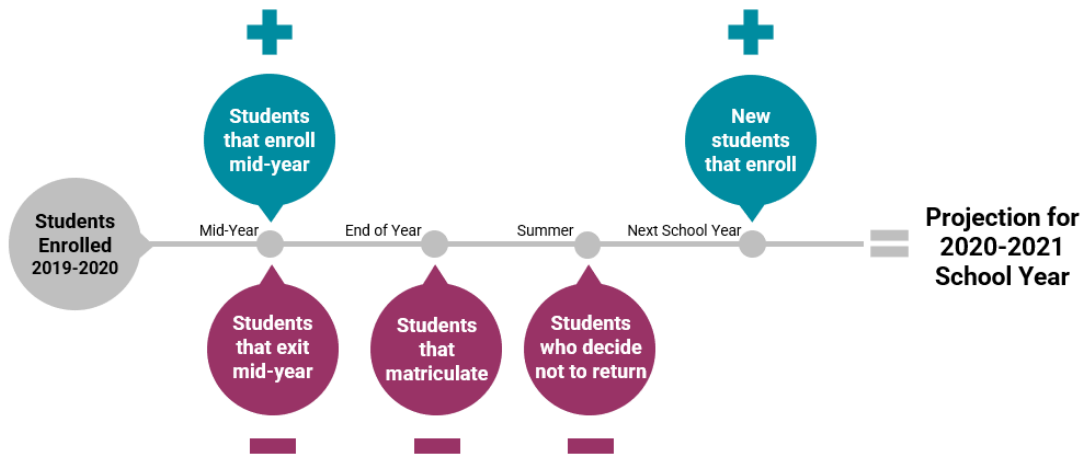 Students
that enroll
mid-year
New
students
that enroll
Students
Enrolled
2019-2020
Mid-Year
End of Year
Summer
Next School Year
Projection for
2020-2021
School Year
Students
that exit
mid-year
Students
that
matriculate
Students
who decide
not to return